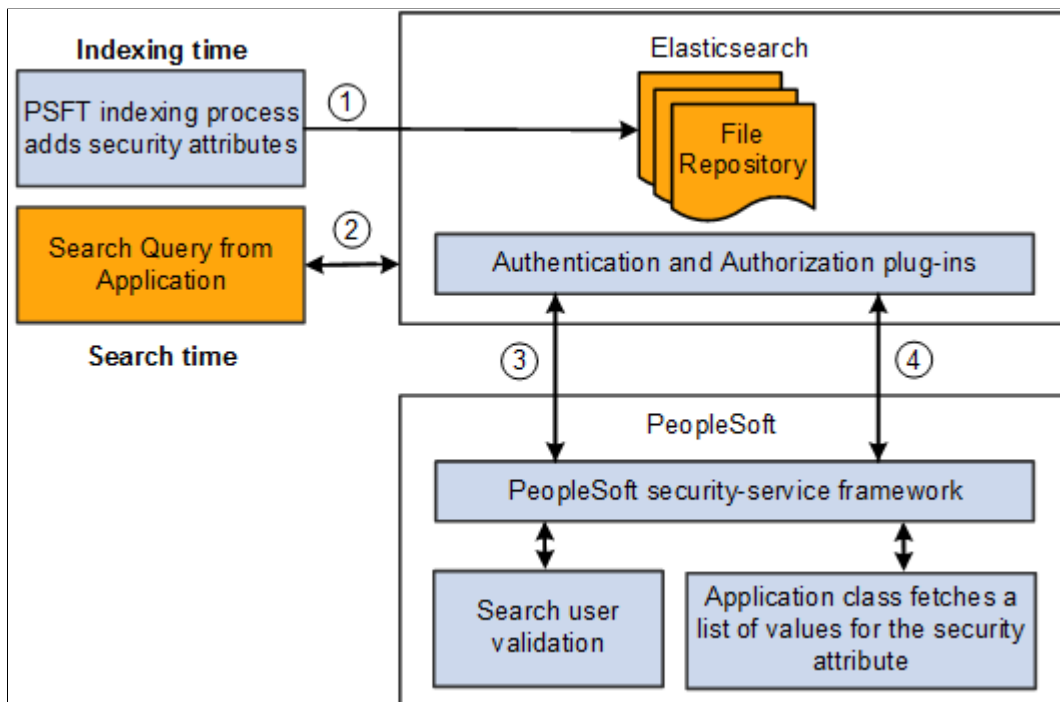 Indexing time
PSFT indexing process
adds security attributes
1
Elasticsearch
File
Repository
Search Query from
Application
2
Authentication and Authorization plug-ins
Search time
3
4
PeopleSoft
PeopleSoft security-service framework
Search user
validation
Application class fetches a
list of values for the security
attribute